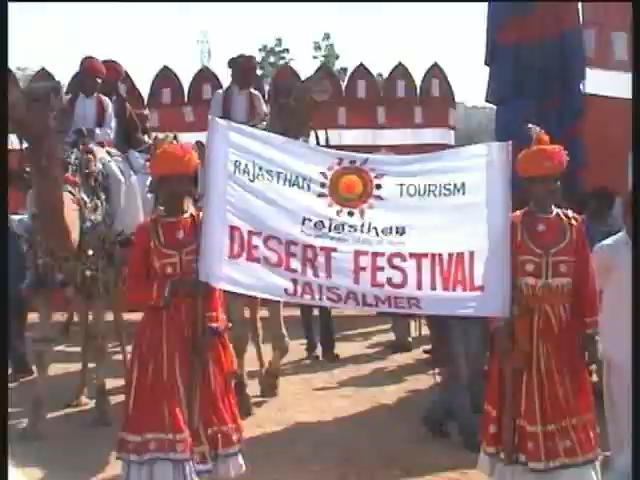 RAJASTHAN TOURISM
rajasthan
DESERT FESTIVAL
JAISALMER